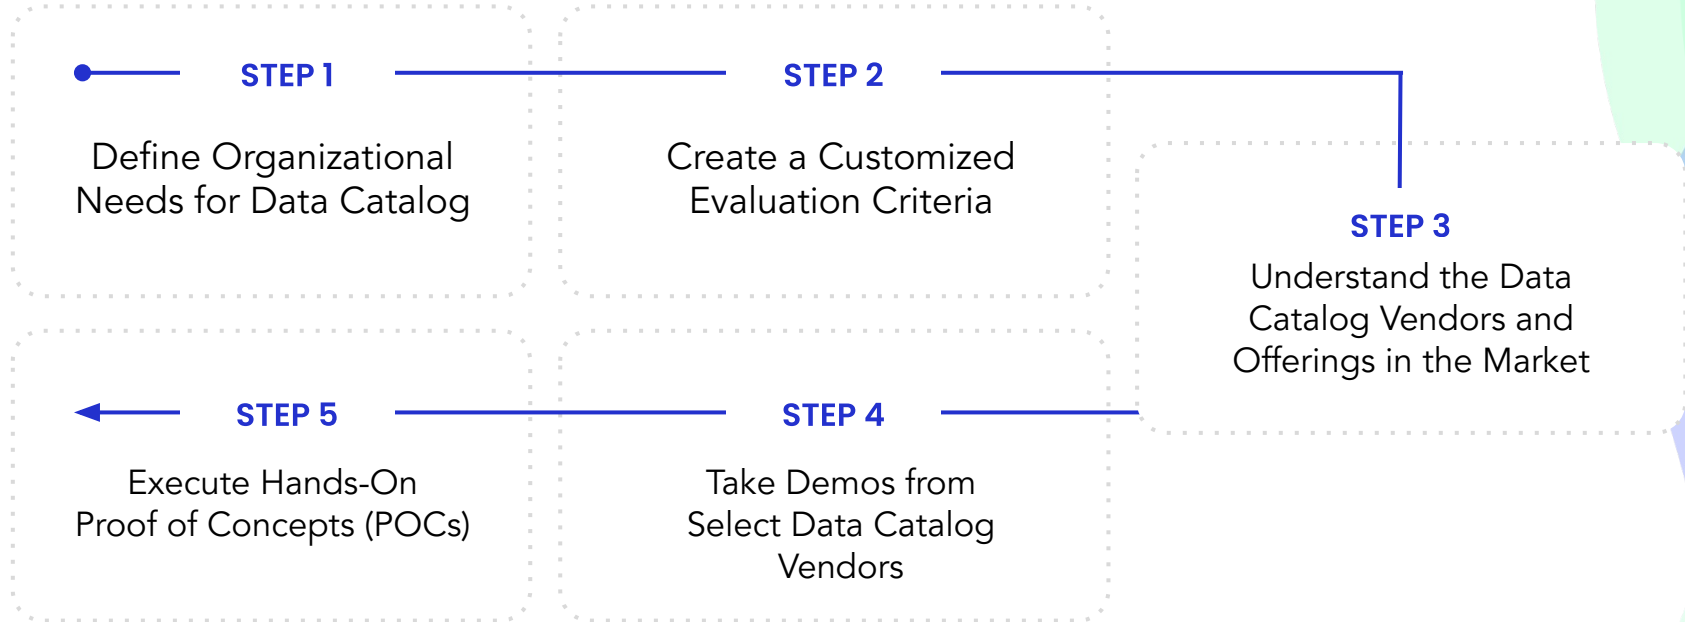 STEP 1
Define Organizational
Needs for Data Catalog
STEP 2
Create a Customized
Evaluation Criteria
STEP 3
Understand the Data
Catalog Vendors and
Offerings in the Market
STEP 4
Take Demos from
Select Data Catalog
Vendors
STEP 5
Execute Hands-On
Proof of Concepts (POCs)